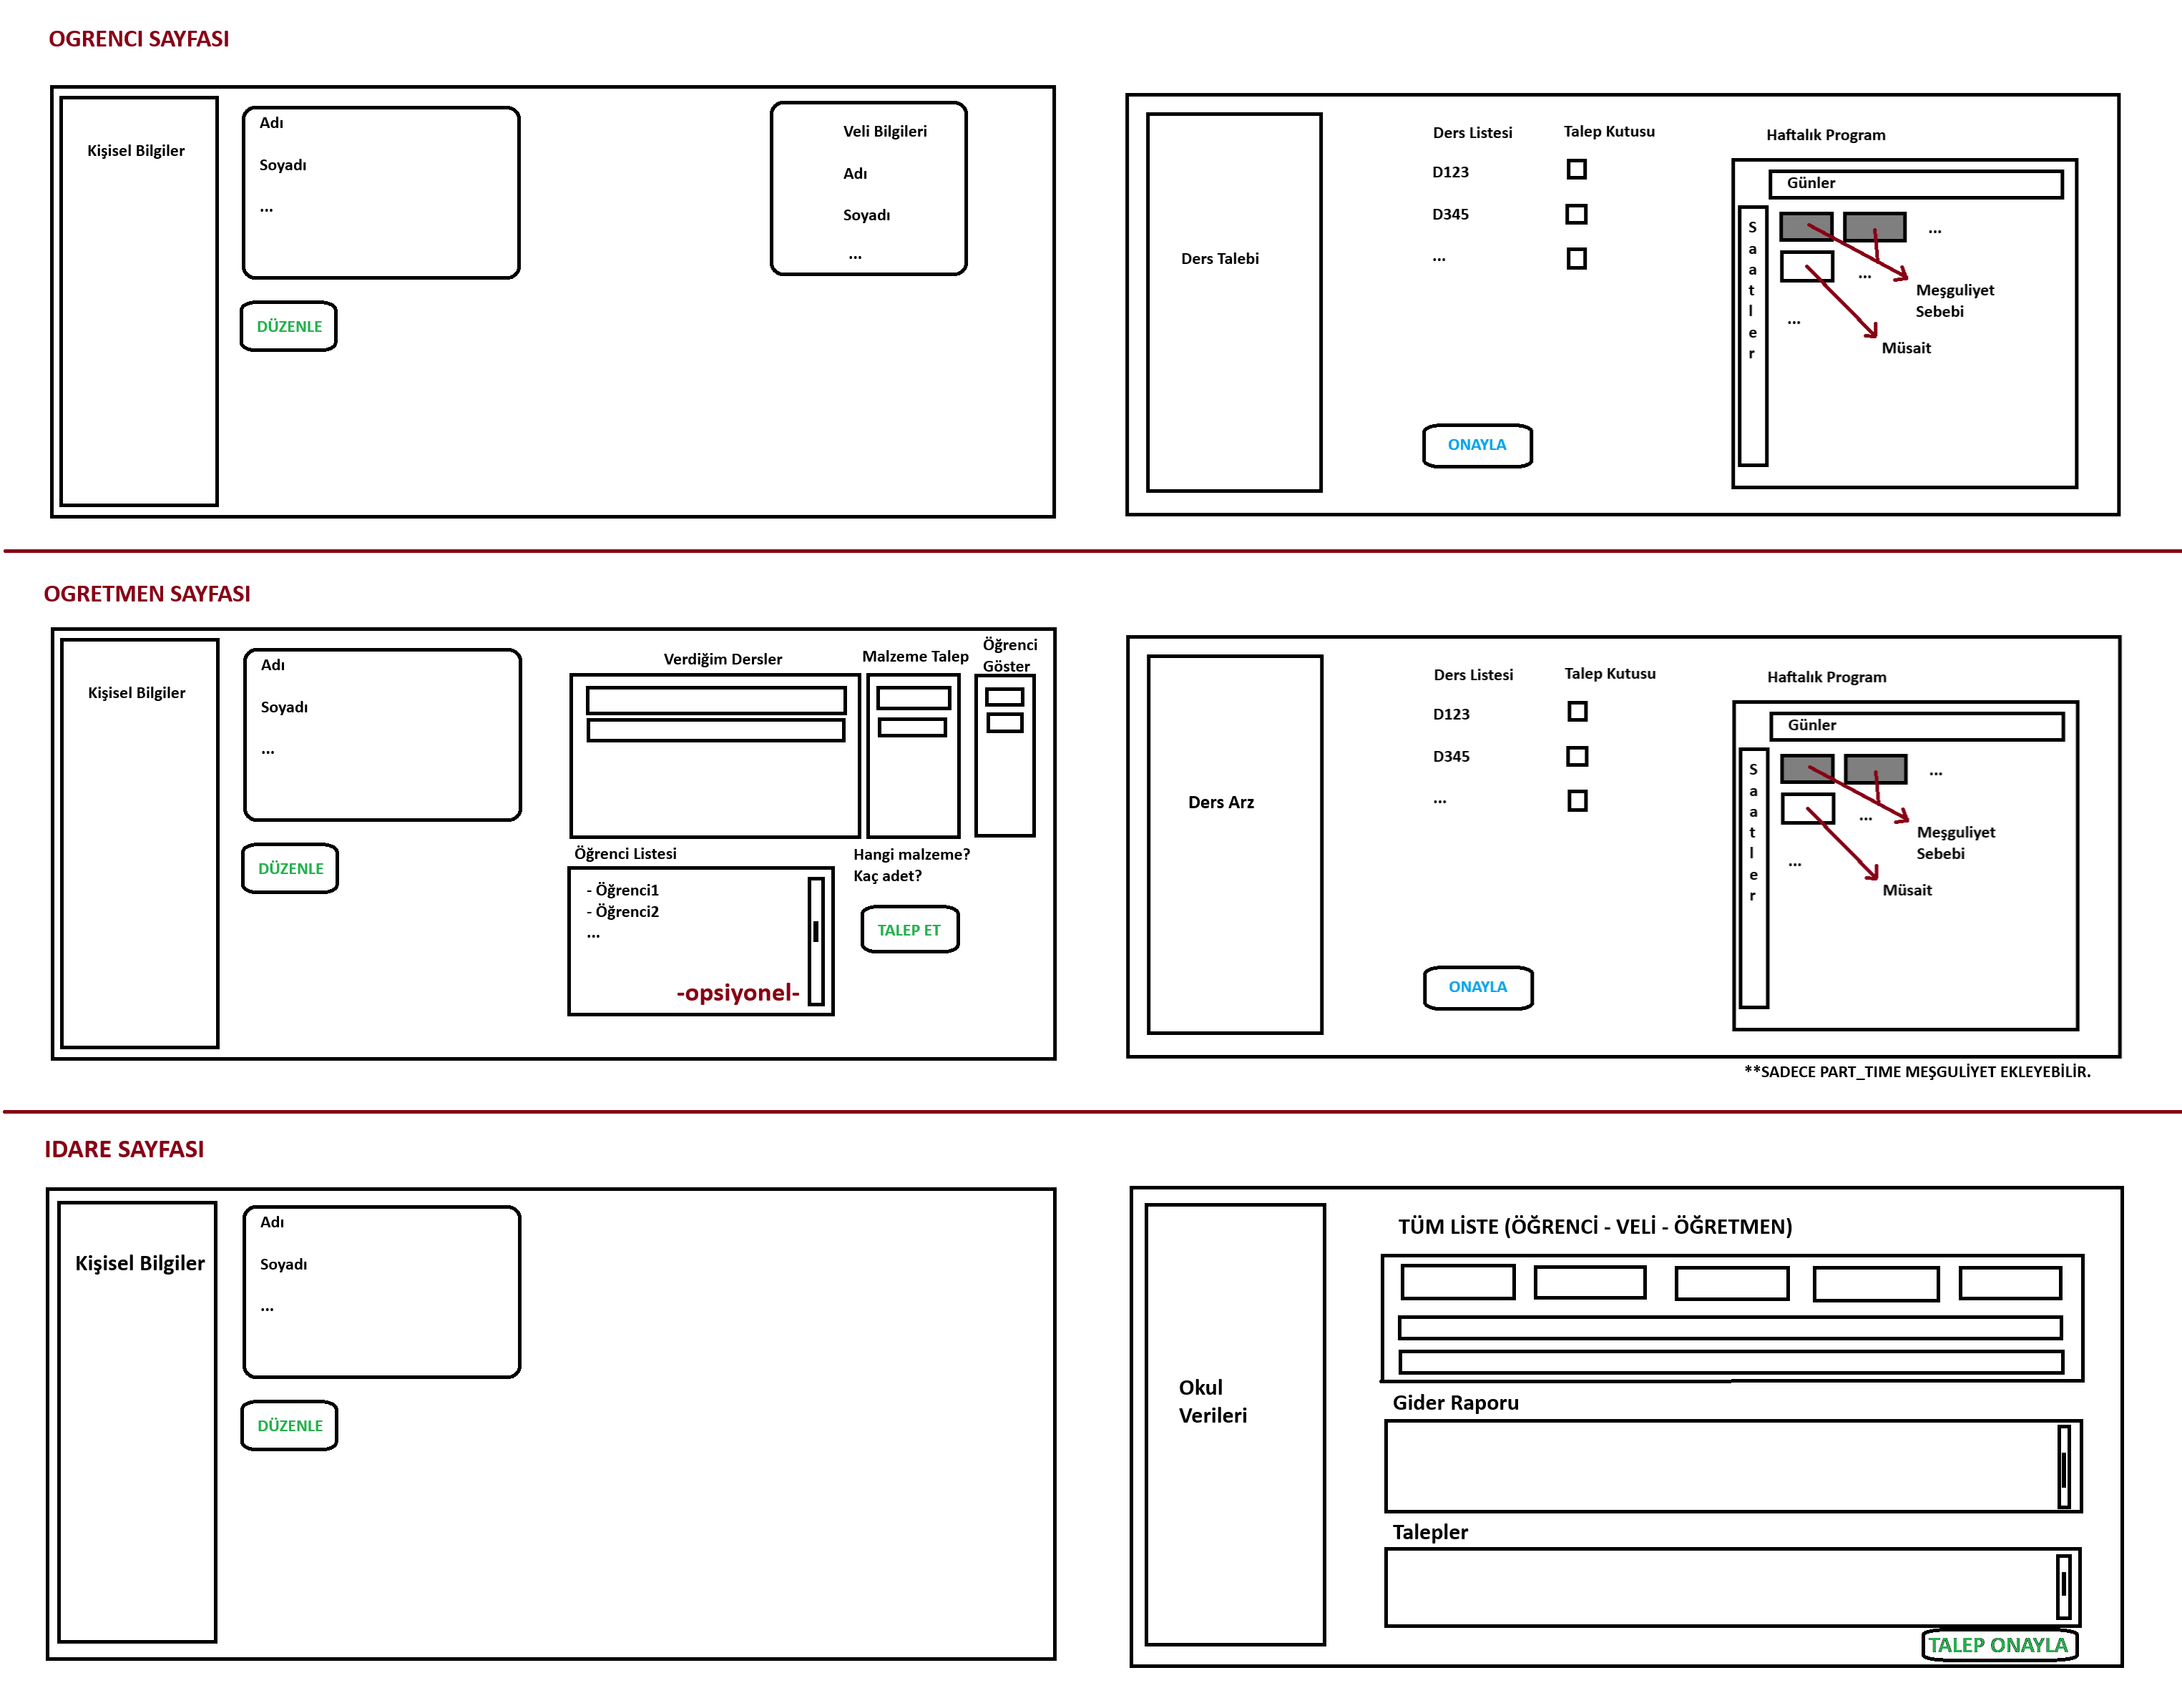 OGRENCI SAYFASI
Kişisel Bilgiler
Adı
Soyadı
...
DÜZENLE
Veli Bilgileri
Adı
Soyadı
...
Ders Talebi
Ders Listesi
Talep Kutusu
D123
D345
...
ONAYLA
Haftalık Program
Günler
Saatler
...
...
...
Meşguliyet
Sebebi
Müsait
OGRETMEN SAYFASI
Kişisel Bilgiler
Adı
Soyadı
...
DÜZENLE
Verdiğim Dersler
Malzeme Talep
Öğrenci
Göster
Öğrenci Listesi
- Öğrenci1
- Öğrenci2
...
-opsiyonel-
Hangi malzeme?
Kaç adet?
TALEP ET
Ders Arz
Ders Listesi
Talep Kutusu
D123
D345
...
ONAYLA
Haftalık Program
Günler
Saatler
...
...
...
Meşguliyet
Sebebi
Müsait
**SADECE PART_TIME MEŞGULİYET EKLEYEBİLİR.
IDARE SAYFASI
Kişisel Bilgiler
Adı
Soyadı
...
DÜZENLE
Okul
Verileri
TÜM LİSTE (ÖĞRENCİ - VELİ - ÖĞRETMEN)
Gider Raporu
Talepler
TALEP ONAYLA